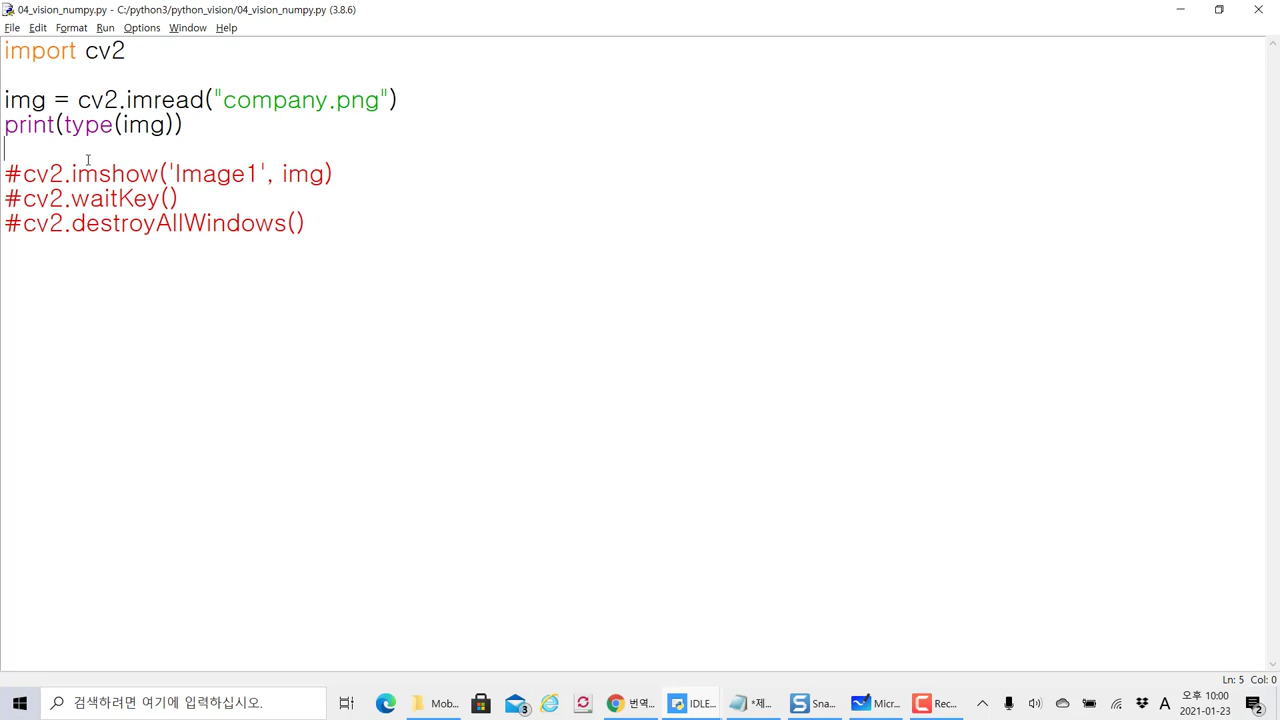 04_vision_numpy.py - C:/python3/python_vision/04_vision_numpy.py (3.8.6)
File Edit Format Run Options Window Help
import cv2
img = cv2.imread("company.png")
print(type(img))
#cv2.imshow('Image1', img)
#cv2.waitKey()
#cv2.destroyAllWindows()
Ln: 5 Col: 0
검색하려면 여기에 입력하십시오.
Mob...
3
번역...
IDLE...
*제...
S
Sna...
Micr...
Rec...
A
오후 10:00
2021-01-23
2